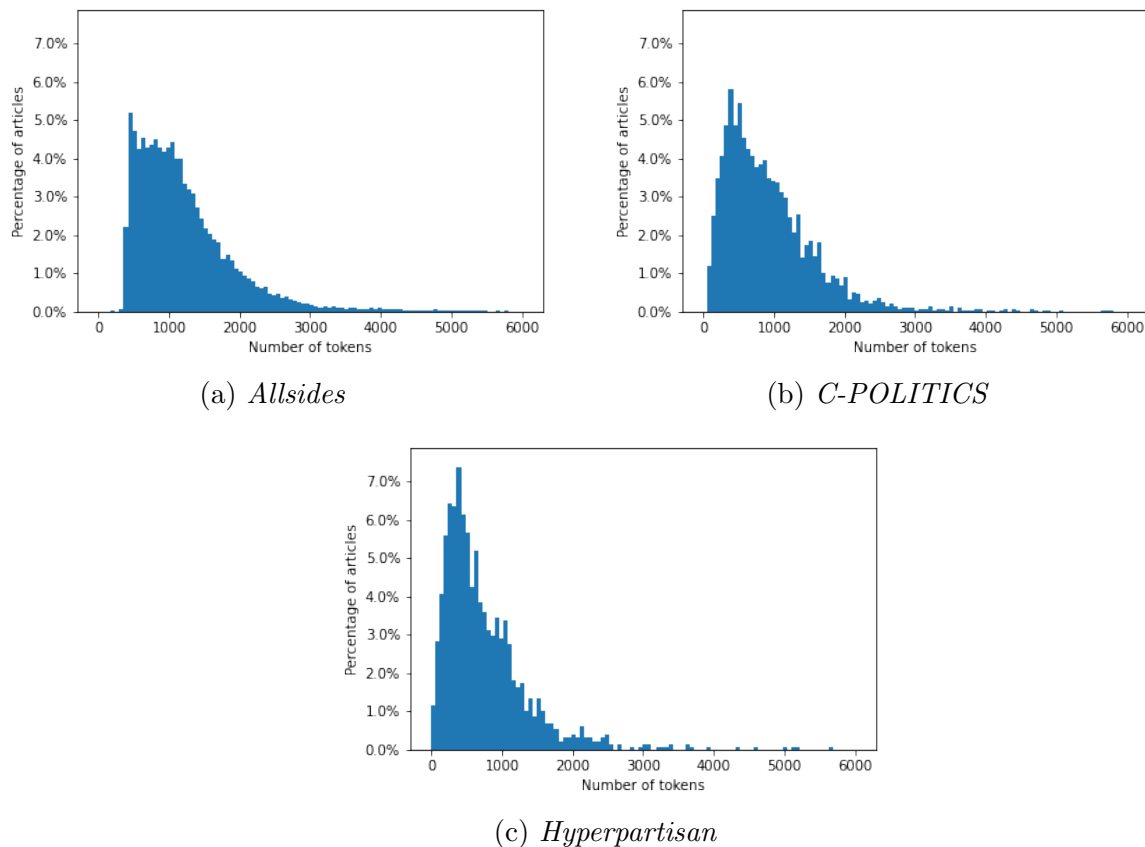 7.0%
6.0%
5.0%
4.0%
3.0%
2.0%
1.0%
0.0%
Percentage of articles
0 1000 2000 3000 4000 5000 6000
Number of tokens
(a) Allsides
7.0%
6.0%
5.0%
4.0%
3.0%
2.0%
1.0%
0.0%
Percentage of articles
0 1000 2000 3000 4000 5000 6000
Number of tokens
(b) C-POLITICS
7.0%
6.0%
5.0%
4.0%
3.0%
2.0%
1.0%
0.0%
Percentage of articles
0 1000 2000 3000 4000 5000 6000
Number of tokens
(c) Hyperpartisan